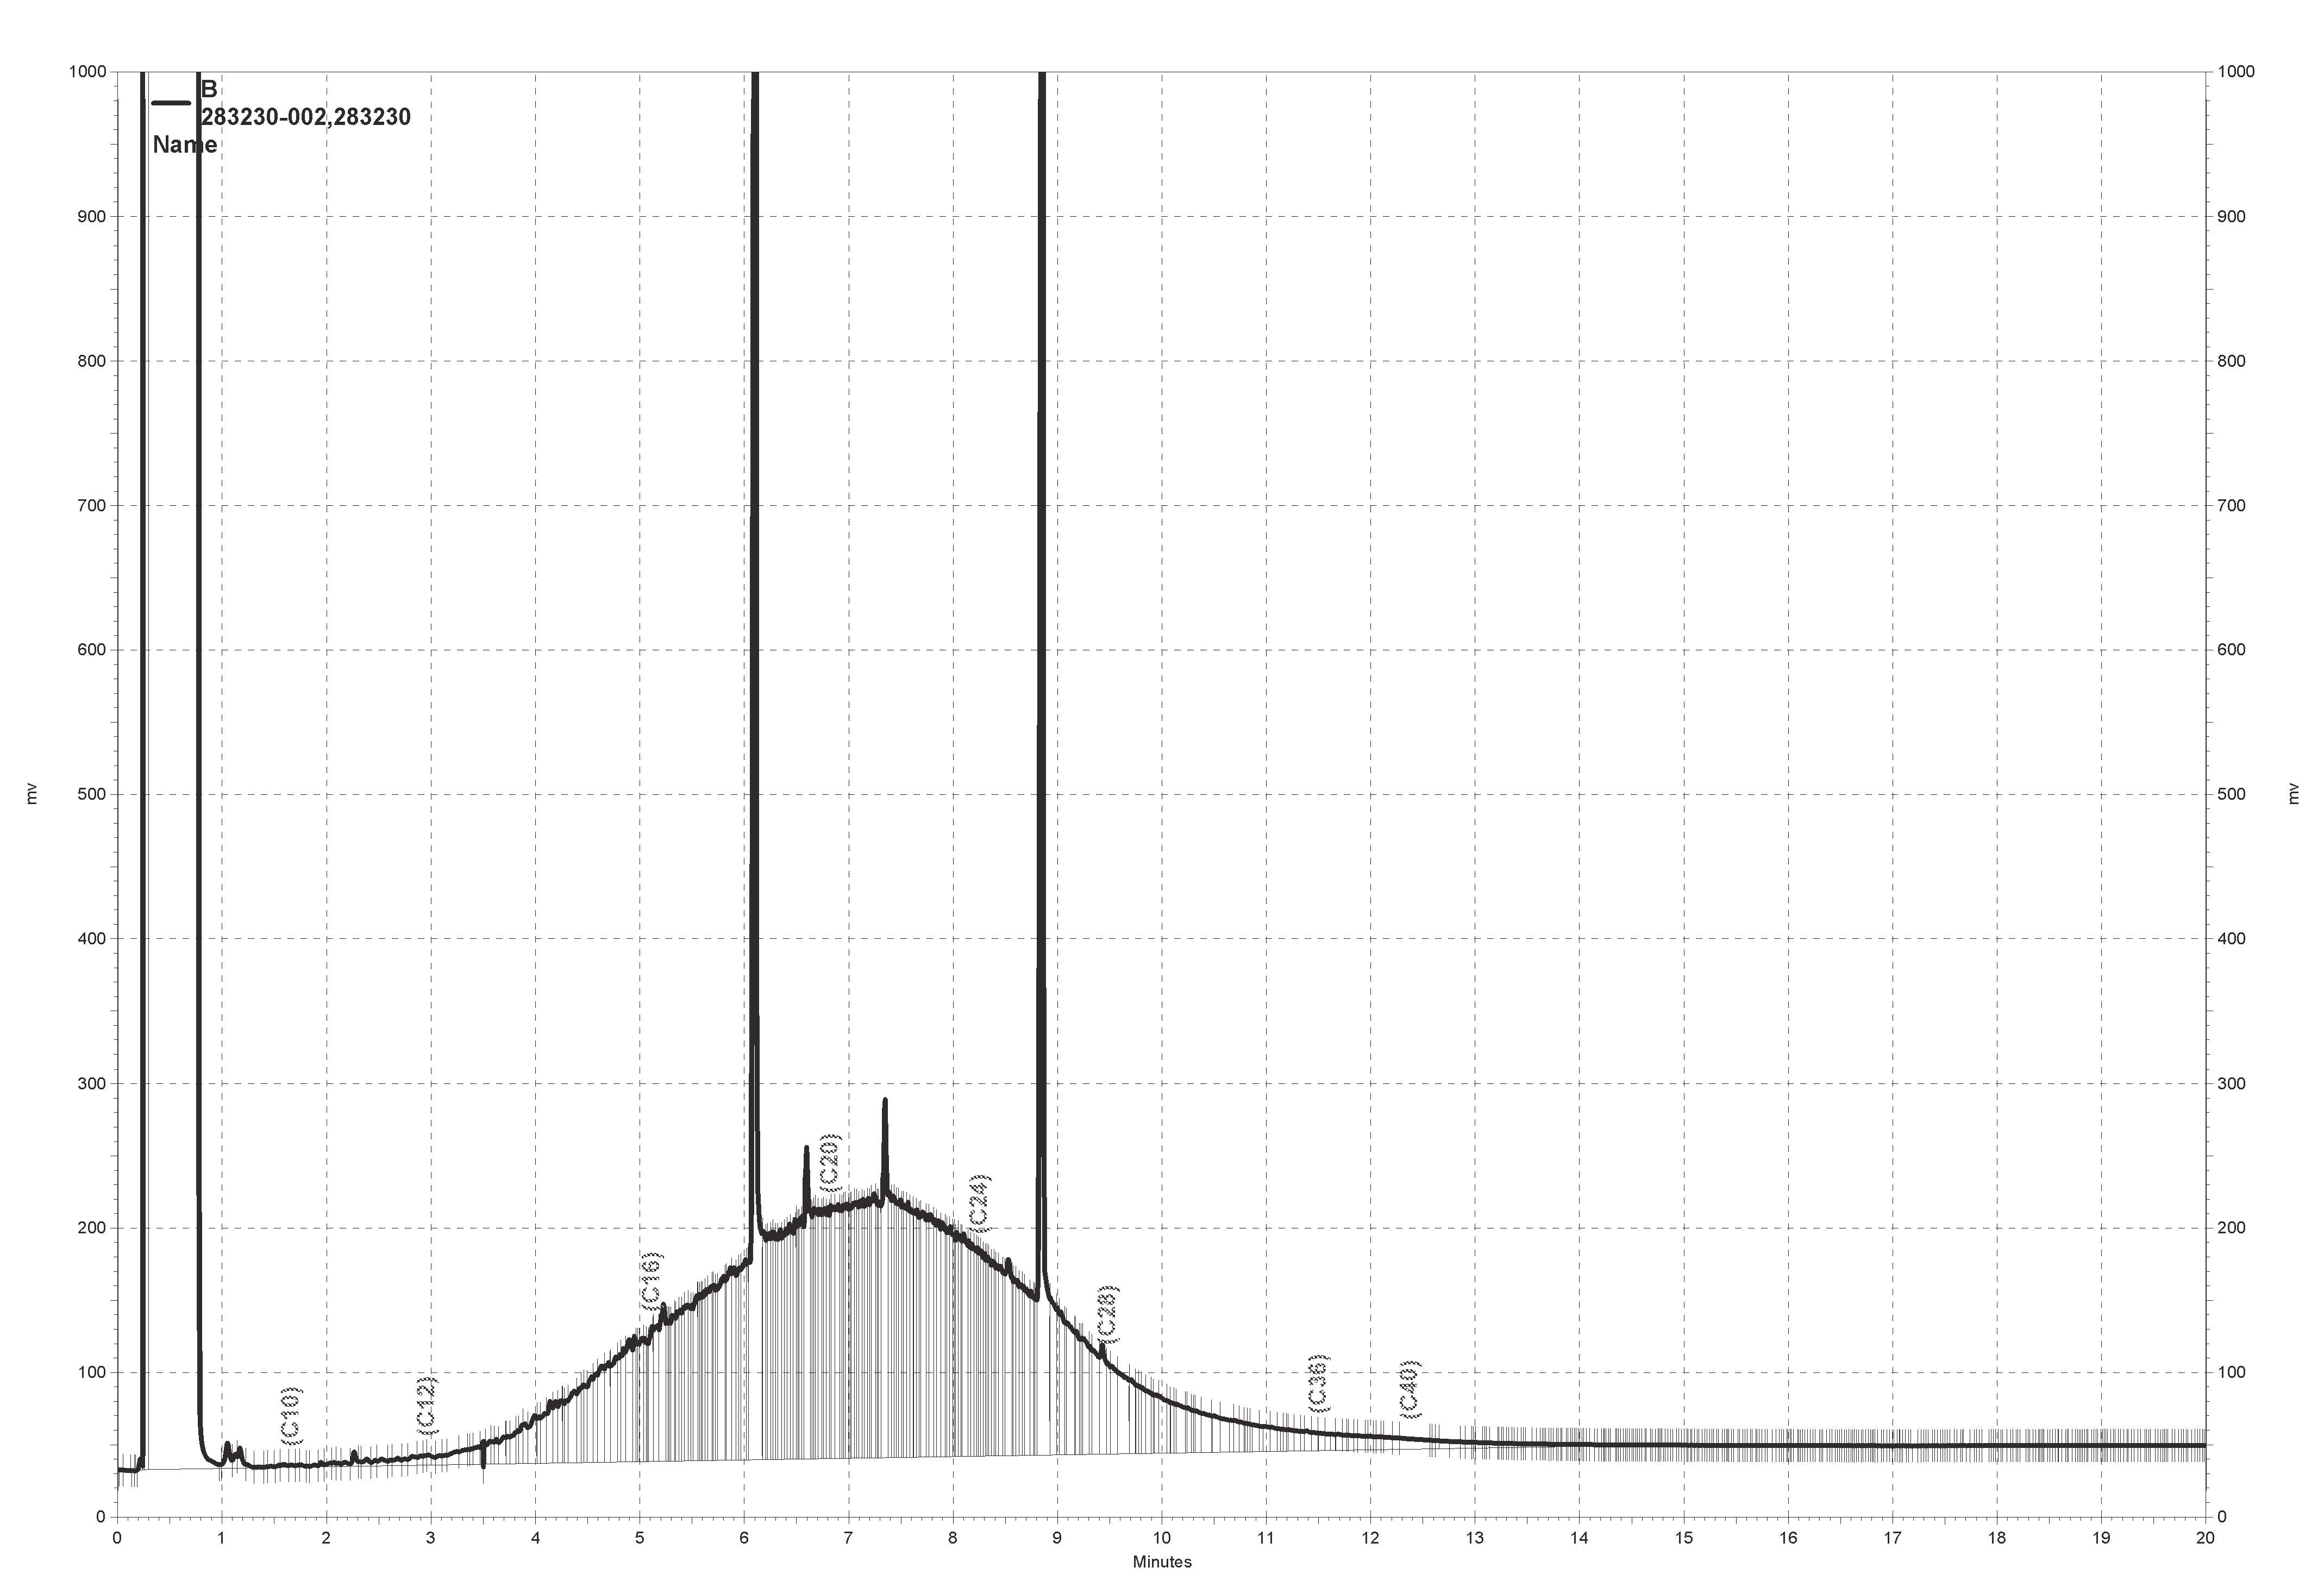 B
283230-002,283230
Name
1000 1000
900 900
800 800
700 700
600 600
500 500
mv mv
400 400
300 300
(C20)
(C24)
200 200
(C16)
(C28)
100 100
(C10) (C12) (C36) (C40)
0 0
0 1 2 3 4 5 6 7 8 9 10 11 12 13 14 15 16 17 18 19 20
Minutes